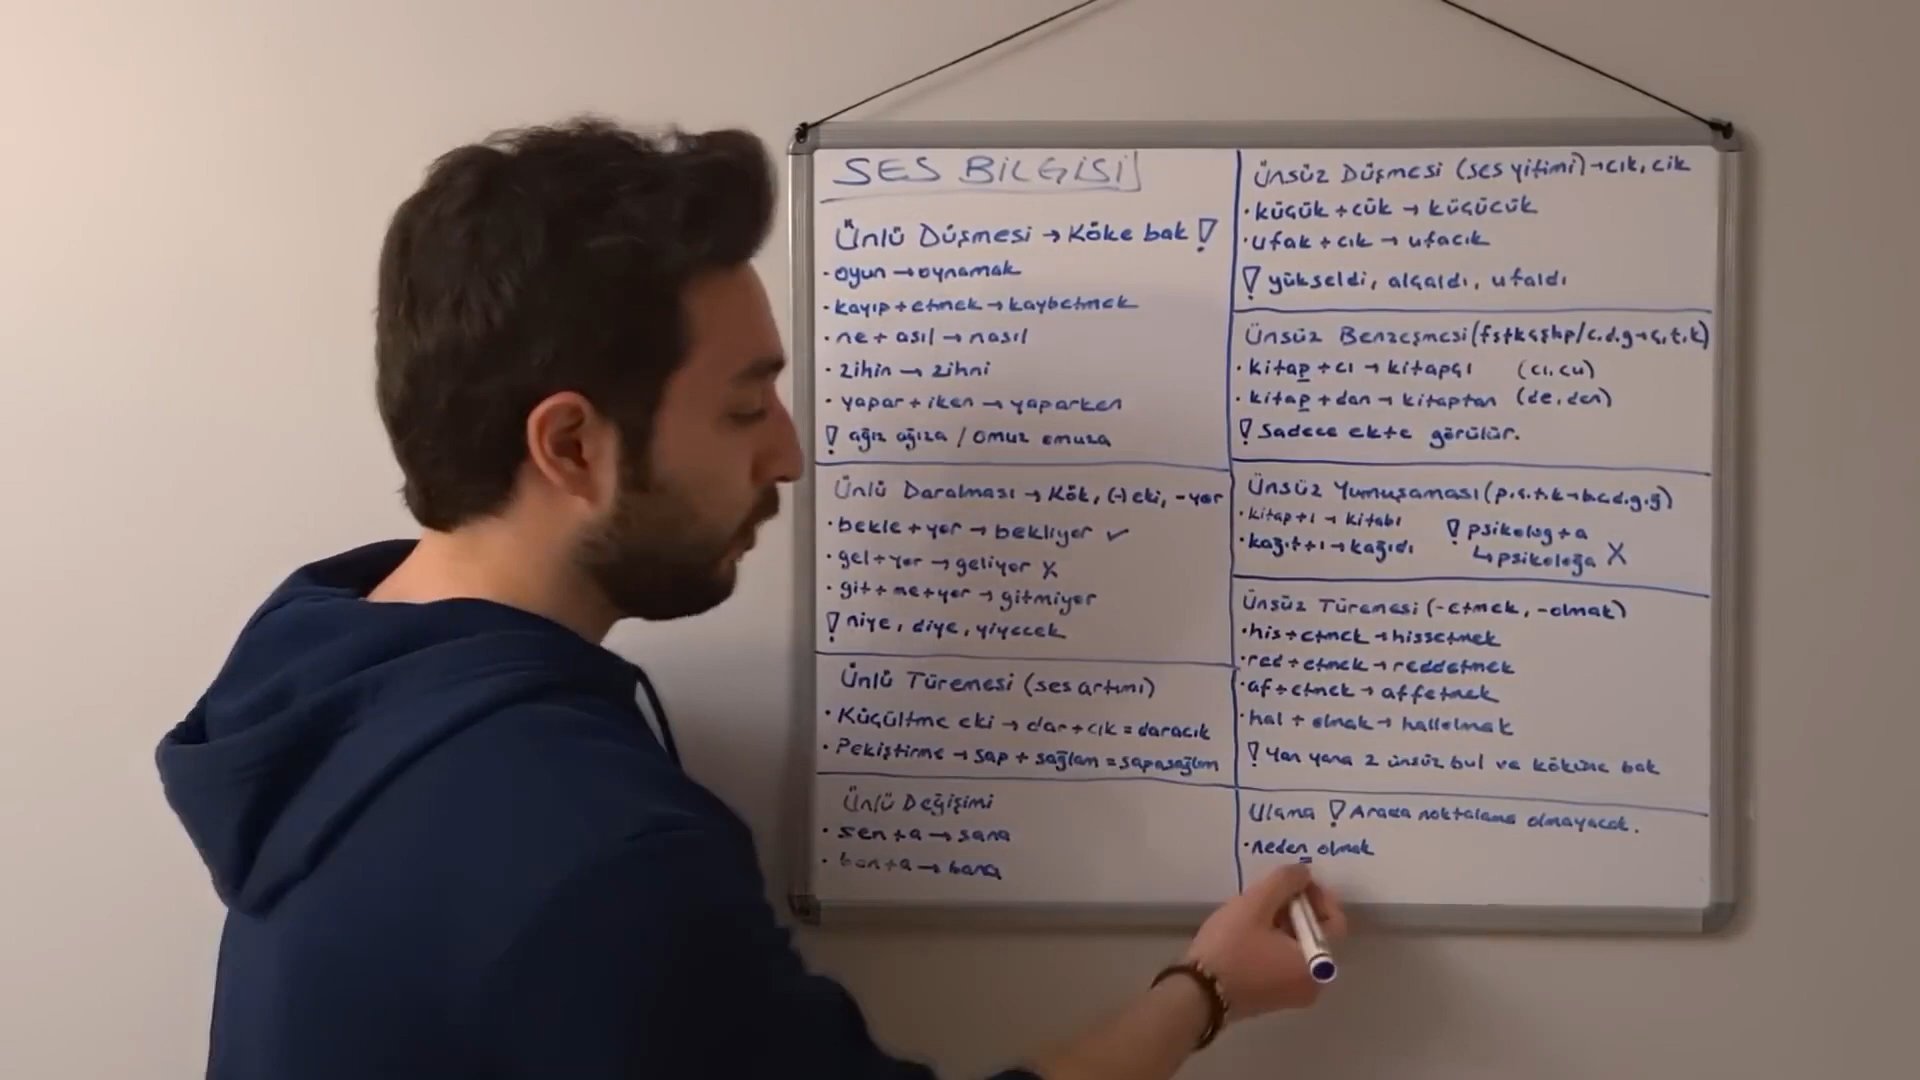 SES BİLGİSİ
Ünlü Düşmesi → Köke bak !
• oyun → oynamak
• kayıp + etmek → kaybetmek
• ne + asıl → nasıl
• zihin → zihni
• yapar + iken → yaparken
! ağız ağıza / omuz omuza
Ünlü Daralması → Kök, (-) eki, -yor
• bekle + yor → bekliyor ✓
• gel + yor → geliyor X
• git + me + yor → gitmiyor
! niye, diye, yiyecek
Ünlü Türemesi (ses artımı)
• Küçültme eki → dar + cık = daracık
• Pekiştirme → sap + sağlam = sapasağlam
Ünlü Değişimi
• sen + a → sana
• ben + a → bana
Ünsüz Düşmesi (ses yitimi) → cık, cik
• küçük + cük → küçücük
• ufak + cık → ufacık
! yükseldi, alçaldı, ufaldı
Ünsüz Benzeşmesi (fstkçşhp/c.d.g→ç.t.k)
• kitap + cı → kitapçı (cı, cu)
• kitap + dan → kitaptan (de, den)
! Sadece ekte görülür.
Ünsüz Yumuşaması (p.ç.t.k→b.c.d.g.ğ)
• kitap + ı → kitabı
• kağıt + ı → kağıdı
! psikolog + a
↳ psikoloğa X
Ünsüz Türemesi (-etmek, -olmak)
• his + etmek → hissetmek
• red + etmek → reddetmek
• af + etmek → affetmek
• hal + olmak → hallolmak
! Yan yana 2 ünsüz bul ve köküne bak
Ulama ! Arada noktalama olmayacak.
• neden olmak